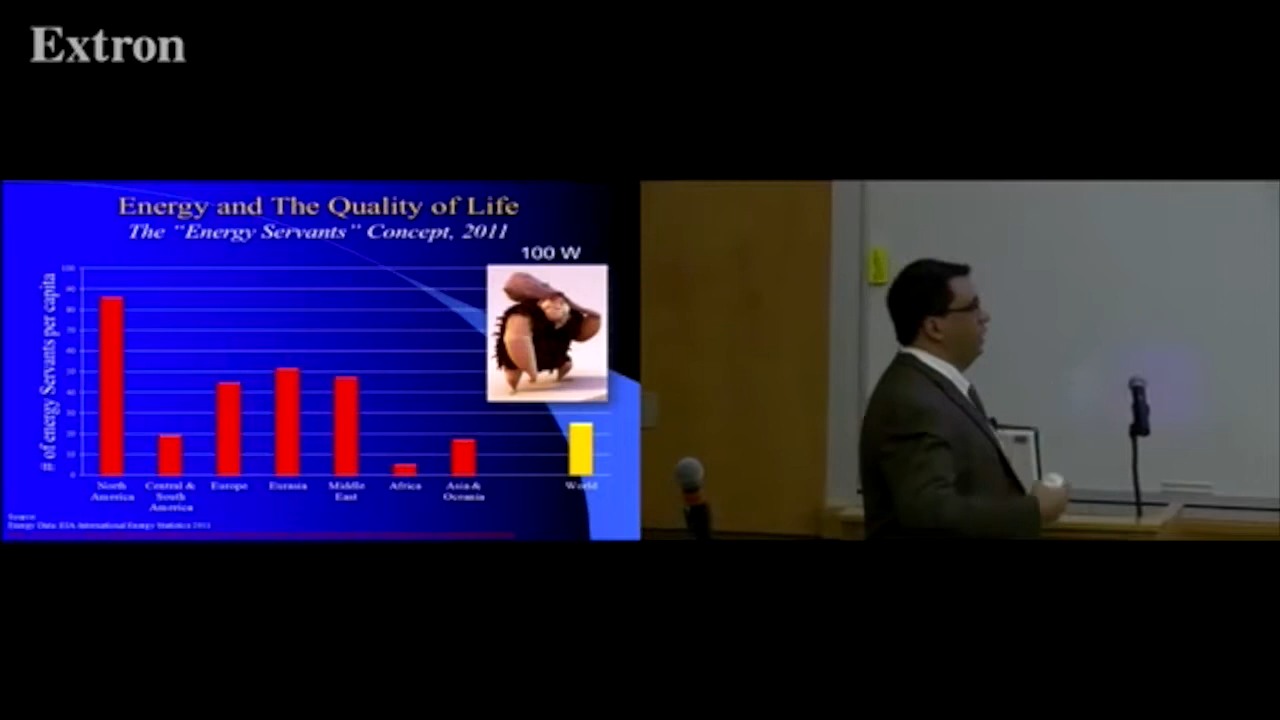 Extron
Energy and The Quality of Life
The "Energy Servants" Concept, 2011
100 W
# of energy Servants per capita
100
90
80
70
60
50
40
30
20
10
0
North
America
Central &
South
America
Europe
Eurasia
Middle
East
Africa
Asia &
Oceania
World
Source:
Energy Data: EIA International Energy Statistics 2011